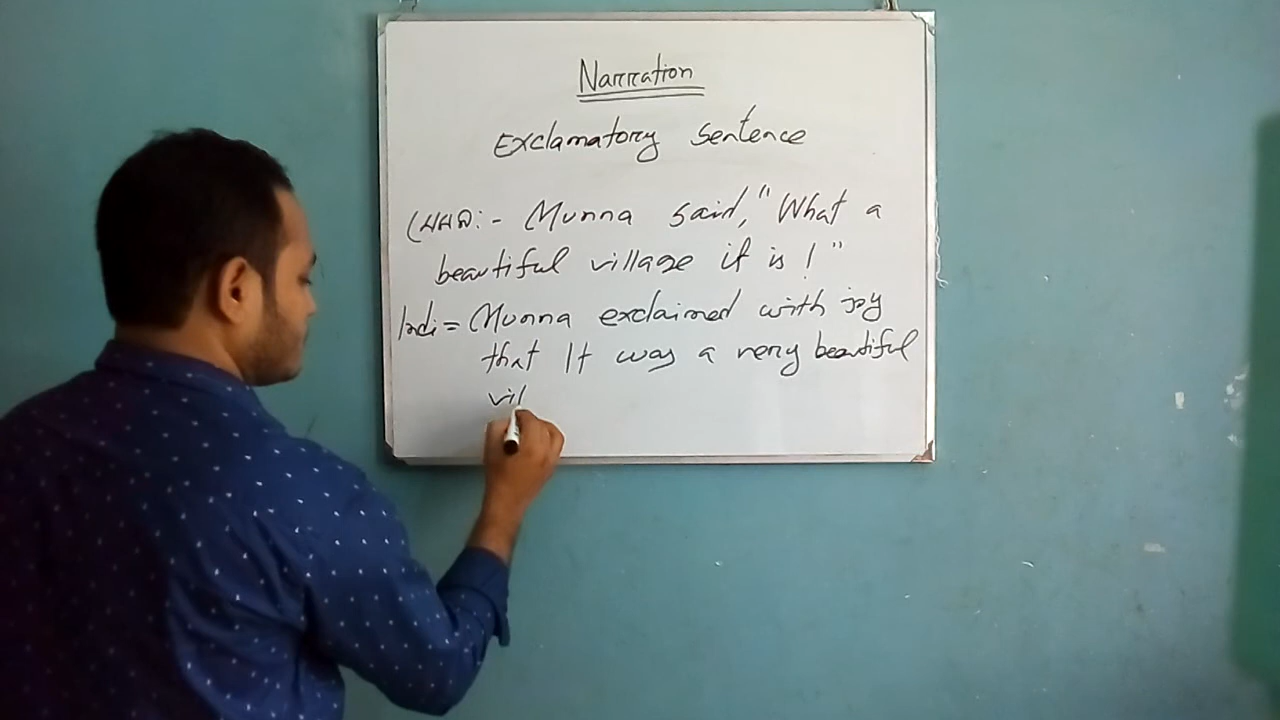 Narration
Exclamatory sentence
যেমন:- Munna said, "What a
beautiful village it is ! "
Indi = Munna exclaimed with joy
that It was a very beautiful
vil